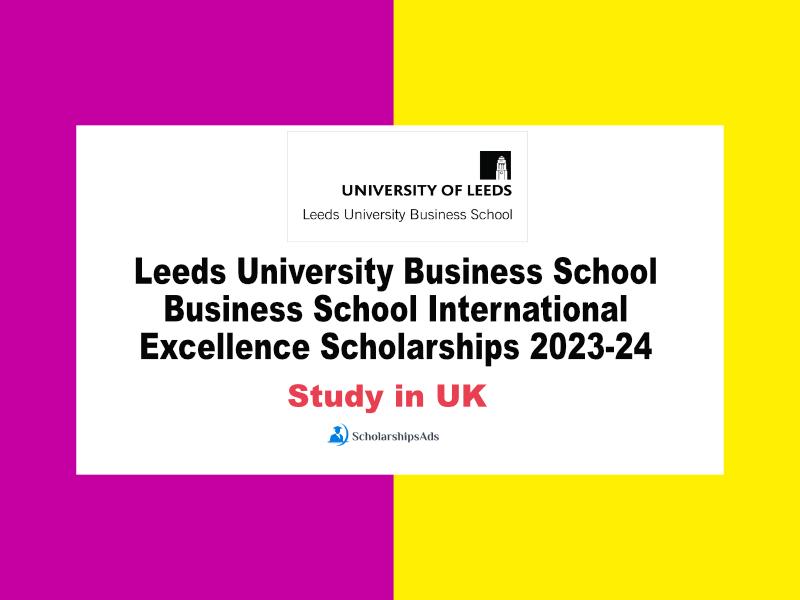 UNIVERSITY OF LEEDS
Leeds University Business School
Leeds University Business School
Business School International
Excellence Scholarships 2023-24
Study in UK
ScholarshipsAds